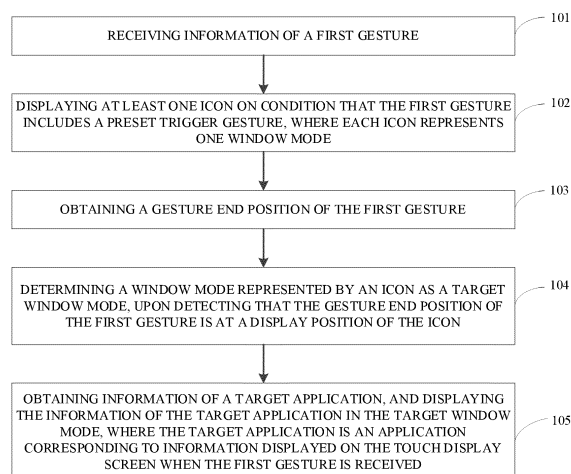 101
RECEIVING INFORMATION OF A FIRST GESTURE
102
DISPLAYING AT LEAST ONE ICON ON CONDITION THAT THE FIRST GESTURE
INCLUDES A PRESET TRIGGER GESTURE, WHERE EACH ICON REPRESENTS
ONE WINDOW MODE
103
OBTAINING A GESTURE END POSITION OF THE FIRST GESTURE
104
DETERMINING A WINDOW MODE REPRESENTED BY AN ICON AS A TARGET
WINDOW MODE, UPON DETECTING THAT THE GESTURE END POSITION OF
THE FIRST GESTURE IS AT A DISPLAY POSITION OF THE ICON
105
OBTAINING INFORMATION OF A TARGET APPLICATION, AND DISPLAYING
THE INFORMATION OF THE TARGET APPLICATION IN THE TARGET WINDOW
MODE, WHERE THE TARGET APPLICATION IS AN APPLICATION
CORRESPONDING TO INFORMATION DISPLAYED ON THE TOUCH DISPLAY
SCREEN WHEN THE FIRST GESTURE IS RECEIVED